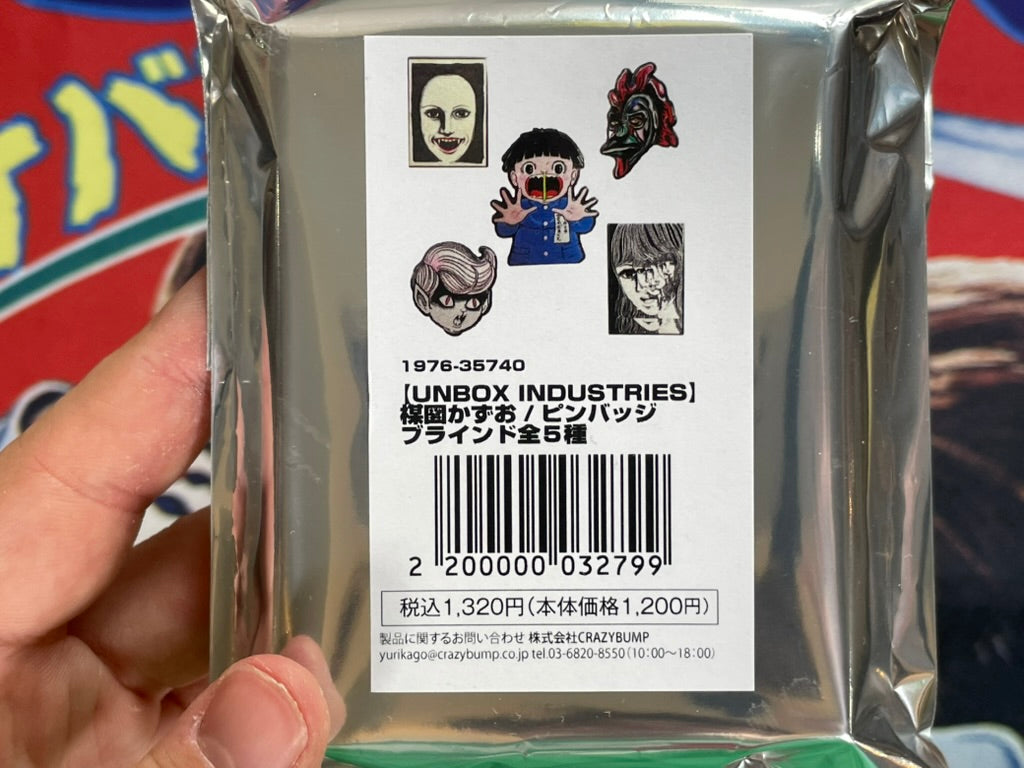 1976-35740
【UNBOX INDUSTRIES】
楳図かずお / ピンバッジ
ブラインド全5種
2 200000 032799
税込1,320円(本体価格1,200円)
製品に関するお問い合わせ 株式会社CRAZYBUMP
yurikago@crazybump.co.jp tel.03-6820-8550(10:00～18:00)